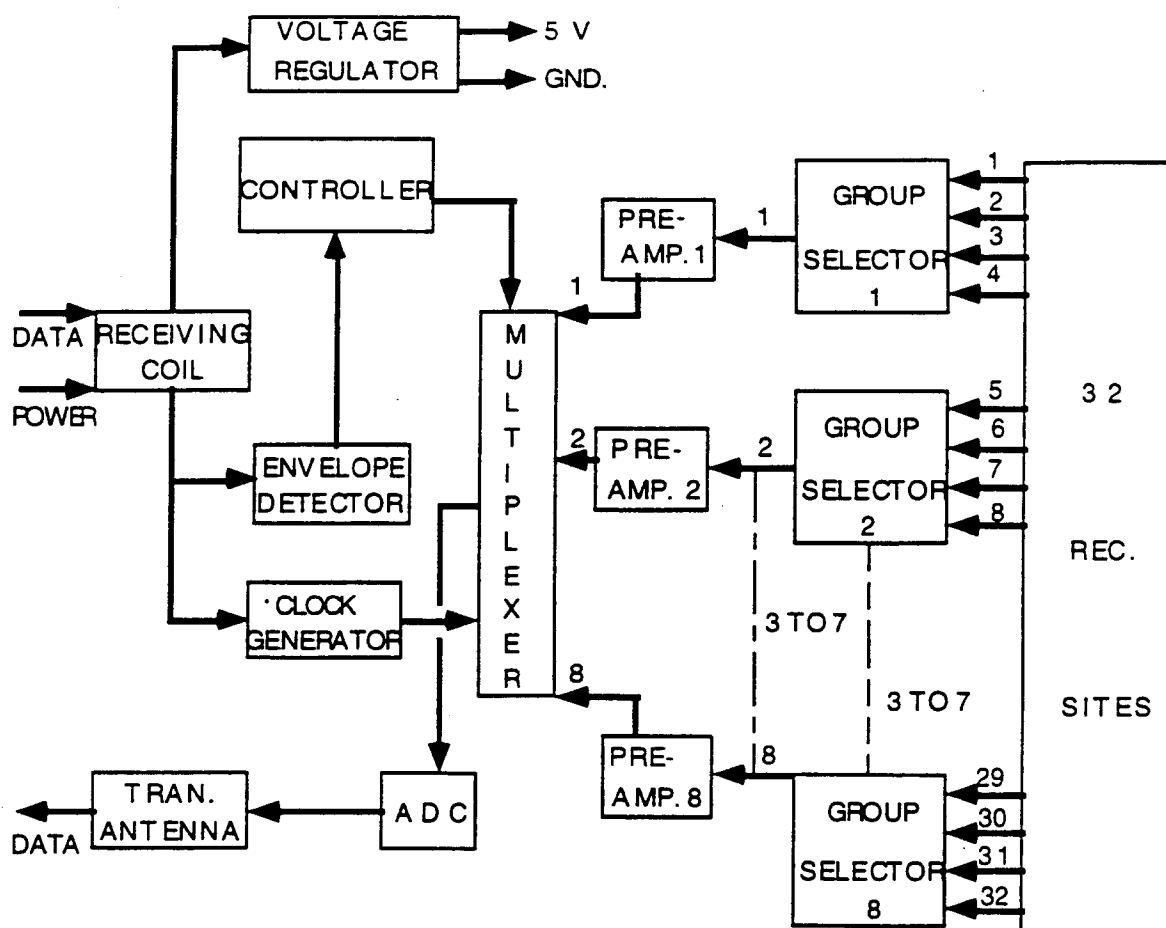 VOLTAGE
REGULATOR
5 V
GND.
CONTROLLER
DATA
POWER
RECEIVING
COIL
ENVELOPE
DETECTOR
CLOCK
GENERATOR
MULTIPLEXER
1
2
8
PRE-
AMP.1
1
GROUP
SELECTOR
1
1
2
3
4
PRE-
AMP. 2
2
GROUP
SELECTOR
2
5
6
7
8
3 TO 7
3 TO 7
PRE-
AMP. 8
8
GROUP
SELECTOR
8
29
30
31
32
32
REC.
SITES
ADC
TRAN.
ANTENNA
DATA